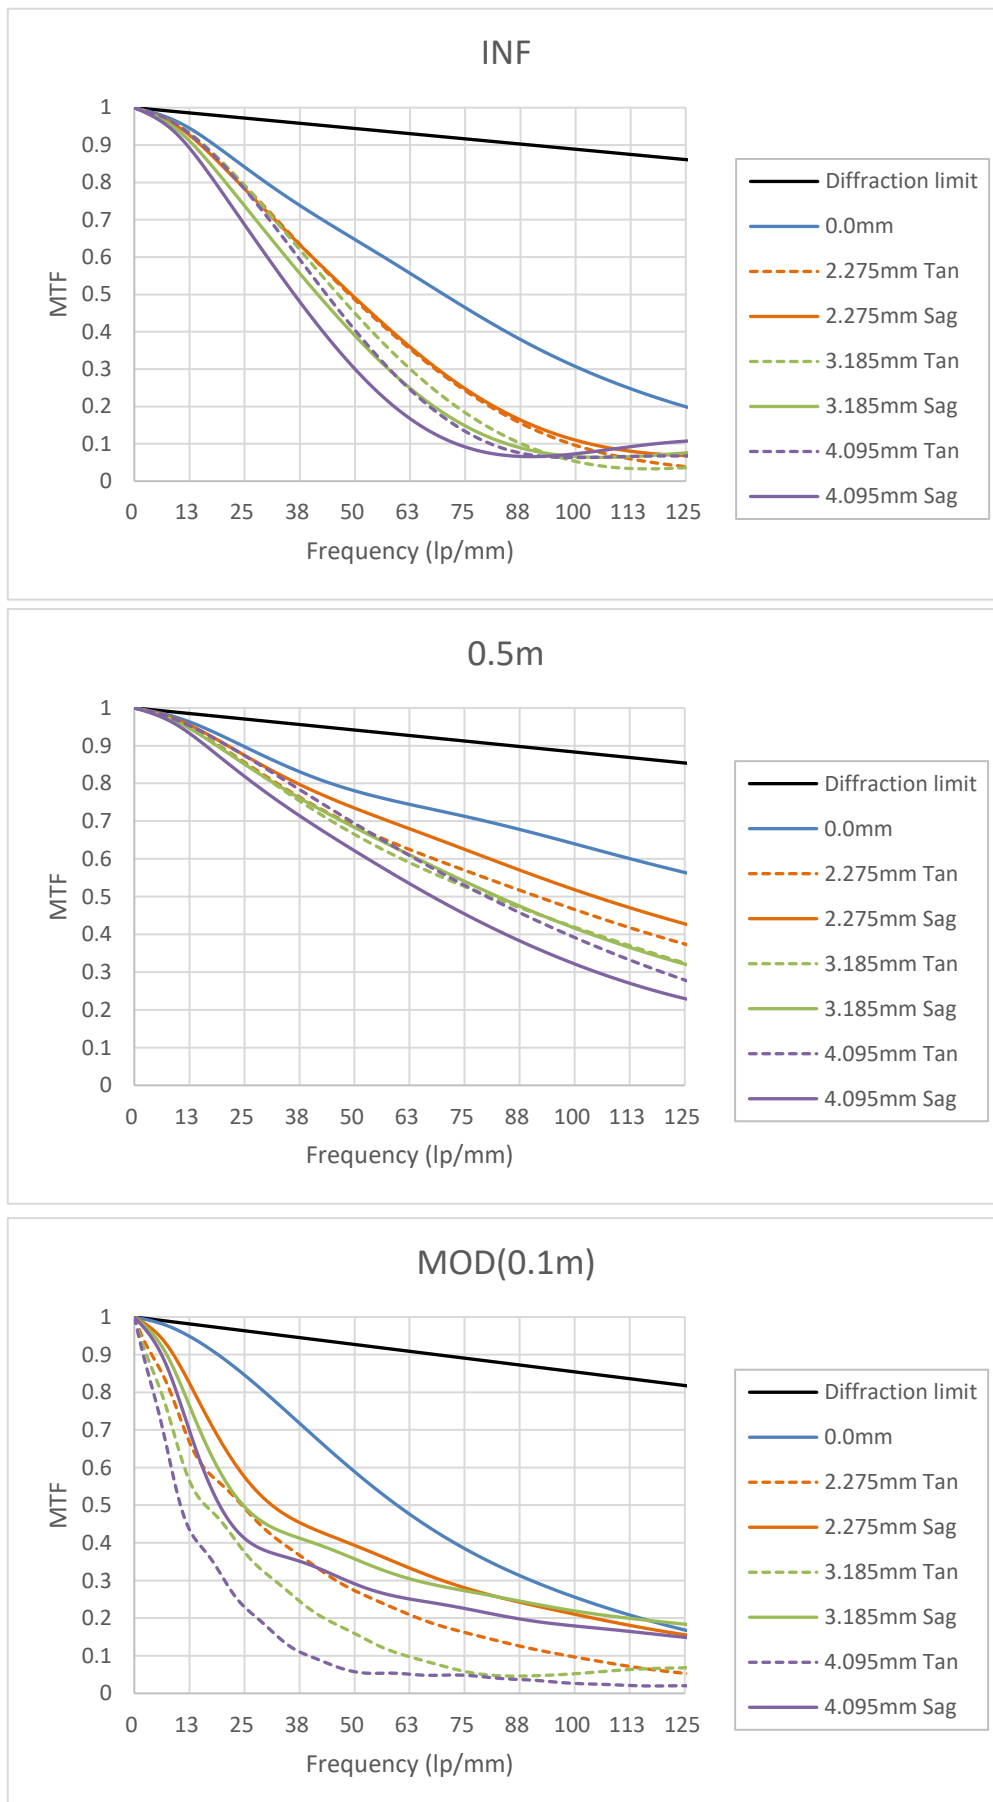 INF
1
0.9
0.8
0.7
0.6
0.5
0.4
0.3
0.2
0.1
0
MTF
0 13 25 38 50 63 75 88 100 113 125
Frequency (lp/mm)
Diffraction limit
0.0mm
2.275mm Tan
2.275mm Sag
3.185mm Tan
3.185mm Sag
4.095mm Tan
4.095mm Sag
0.5m
1
0.9
0.8
0.7
0.6
0.5
0.4
0.3
0.2
0.1
0
MTF
0 13 25 38 50 63 75 88 100 113 125
Frequency (lp/mm)
Diffraction limit
0.0mm
2.275mm Tan
2.275mm Sag
3.185mm Tan
3.185mm Sag
4.095mm Tan
4.095mm Sag
MOD(0.1m)
1
0.9
0.8
0.7
0.6
0.5
0.4
0.3
0.2
0.1
0
MTF
0 13 25 38 50 63 75 88 100 113 125
Frequency (lp/mm)
Diffraction limit
0.0mm
2.275mm Tan
2.275mm Sag
3.185mm Tan
3.185mm Sag
4.095mm Tan
4.095mm Sag